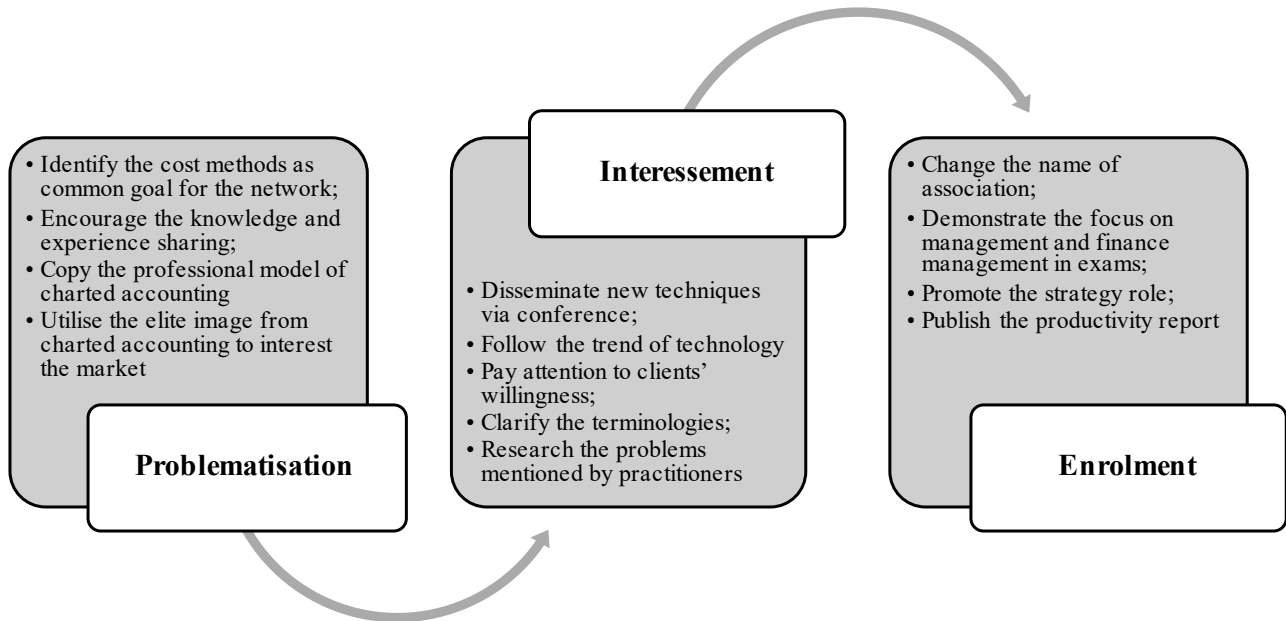 • Identify the cost methods as
common goal for the network;
• Encourage the knowledge and
experience sharing;
• Copy the professional model of
charted accounting
• Utilise the elite image from
charted accounting to interest
the market
Problematisation
Interessement
• Disseminate new techniques
via conference;
• Follow the trend of technology
• Pay attention to clients’
willingness;
• Clarify the terminologies;
• Research the problems
mentioned by practitioners
• Change the name of
association;
• Demonstrate the focus on
management and finance
management in exams;
• Promote the strategy role;
• Publish the productivity report
Enrolment